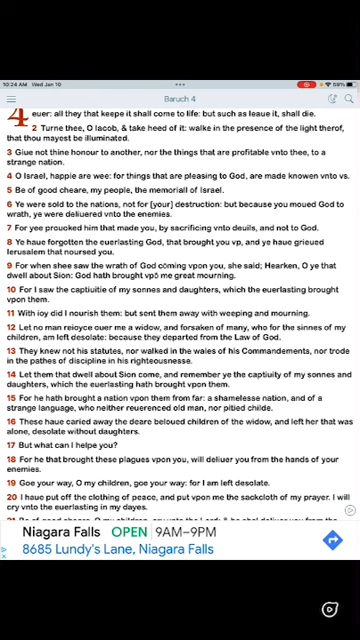 10:24 AM Wed Jan 10
69%
Baruch 4
4 euer: all they that keepe it shall come to life: but such as leaue it, shall die.
2 Turne thee, O Iacob, & take heed of it: walke in the presence of the light therof,
that thou mayest be illuminated.
3 Giue not thine honour to another, nor the things that are profitable vnto thee, to a
strange nation.
4 O Israel, happie are wee: for things that are pleasing to God, are made knowen vnto vs.
5 Be of good cheare, my people, the memoriall of Israel.
6 Ye were sold to the nations, not for [your] destruction: but because you moued God to
wrath, ye were deliuered vnto the enemies.
7 For yee prouoked him that made you, by sacrificing vnto deuils, and not to God.
8 Ye haue forgotten the euerlasting God, that brought you vp, and ye haue grieued
Ierusalem that noursed you.
9 For when shee saw the wrath of God coming vpon you, she said; Hearken, O ye that
dwell about Sion: God hath brought vpō me great mourning.
10 For I saw the captiuitie of my sonnes and daughters, which the euerlasting brought
vpon them.
11 With ioy did I nourish them: but sent them away with weeping and mourning.
12 Let no man reioyce ouer me a widow, and forsaken of many, who for the sinnes of my
children, am left desolate: because they departed from the Law of God.
13 They knew not his statutes, nor walked in the waies of his Commandements, nor trode
in the pathes of discipline in his righteousnesse.
14 Let them that dwell about Sion come, and remember ye the captiuity of my sonnes and
daughters, which the euerlasting hath brought vpon them.
15 For he hath brought a nation vpon them from far: a shamelesse nation, and of a
strange language, who neither reuerenced old man, nor pitied childe.
16 These haue caried away the deare beloued children of the widow, and left her that was
alone, desolate without daughters.
17 But what can I helpe you?
18 For he that brought these plagues vpon you, will deliuer you from the hands of your
enemies.
19 Goe your way, O my children, goe your way: for I am left desolate.
20 I haue put off the clothing of peace, and put vpon me the sackcloth of my prayer. I will
cry vnto the euerlasting in my dayes.
Niagara Falls OPEN 9AM–9PM
8685 Lundy's Lane, Niagara Falls